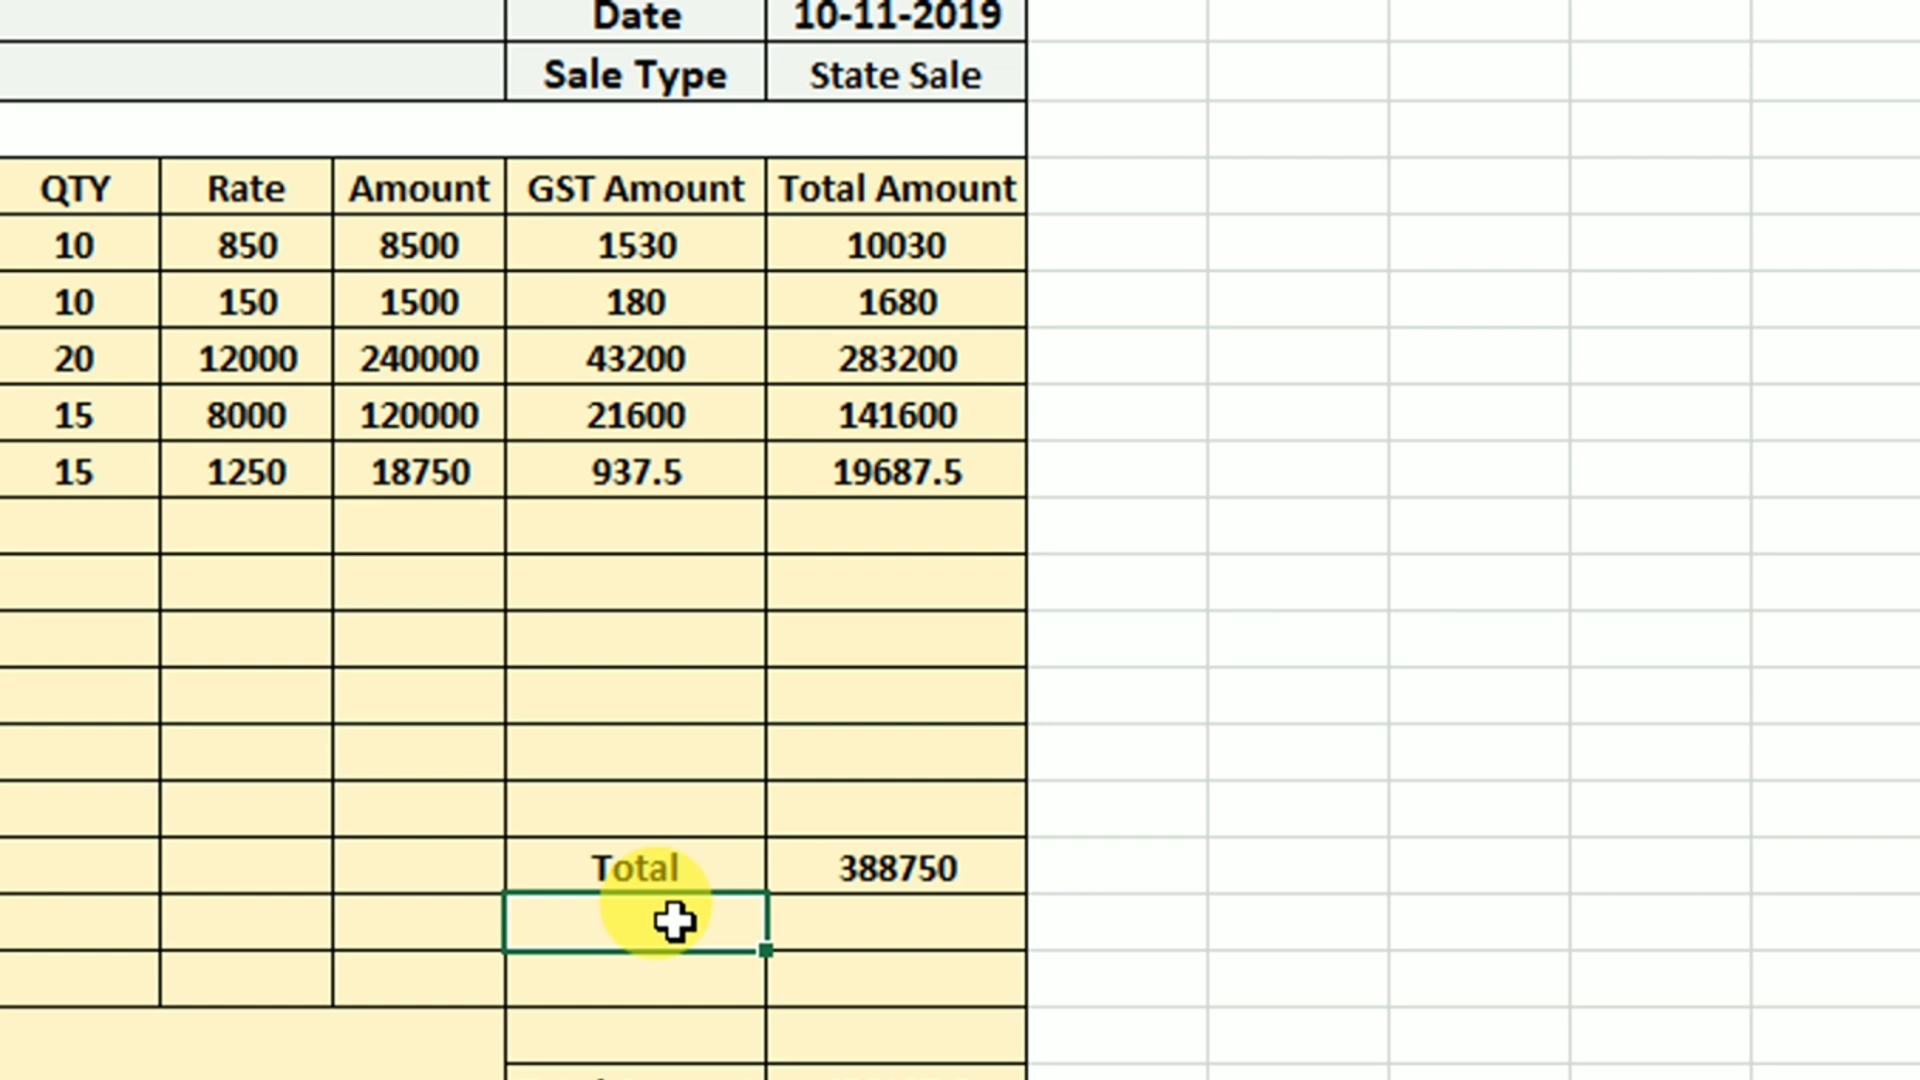 Date 10-11-2019
Sale Type State Sale
QTY Rate Amount GST Amount Total Amount
10 850 8500 1530 10030
10 150 1500 180 1680
20 12000 240000 43200 283200
15 8000 120000 21600 141600
15 1250 18750 937.5 19687.5
Total 388750